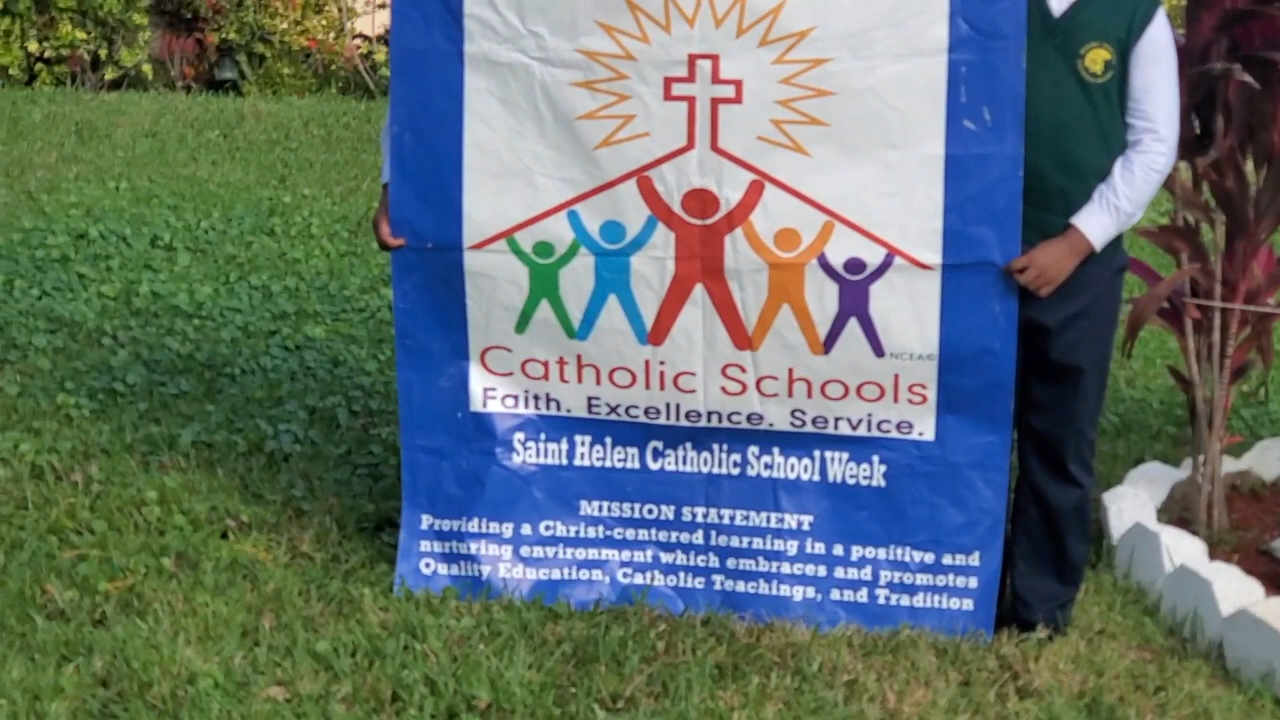 NCEA©
Catholic Schools
Faith. Excellence. Service.
Saint Helen Catholic School Week
MISSION STATEMENT
Providing a Christ-centered learning in a positive and
nurturing environment which embraces and promotes
Quality Education, Catholic Teachings, and Tradition